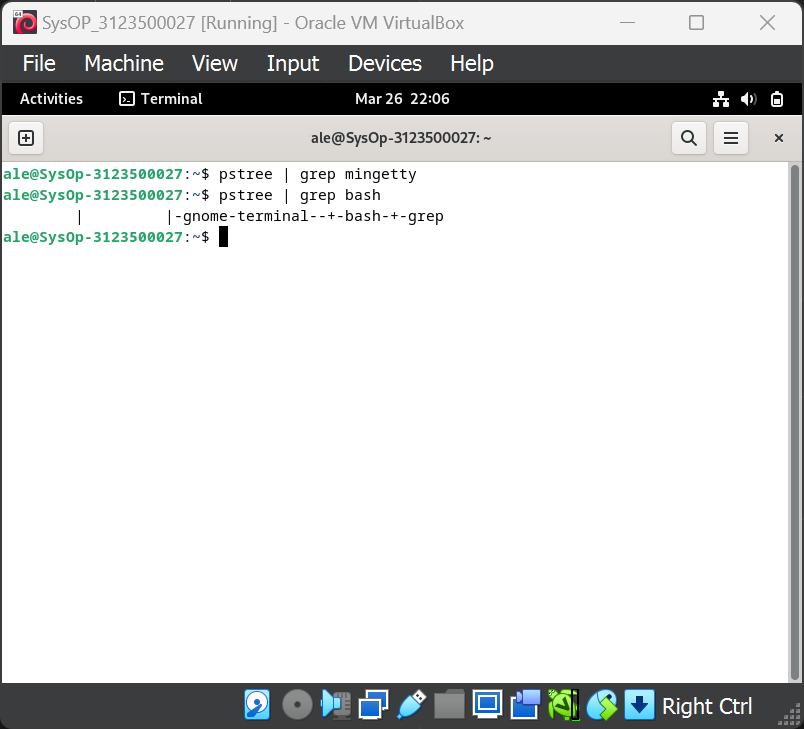 64
SysOP_3123500027 [Running] - Oracle VM VirtualBox
File Machine View Input Devices Help
Activities Terminal Mar 26 22:06
ale@SysOp-3123500027: ~
ale@SysOp-3123500027:~$ pstree | grep mingetty
ale@SysOp-3123500027:~$ pstree | grep bash
        |         |-gnome-terminal--+-bash-+-grep
ale@SysOp-3123500027:~$
Right Ctrl